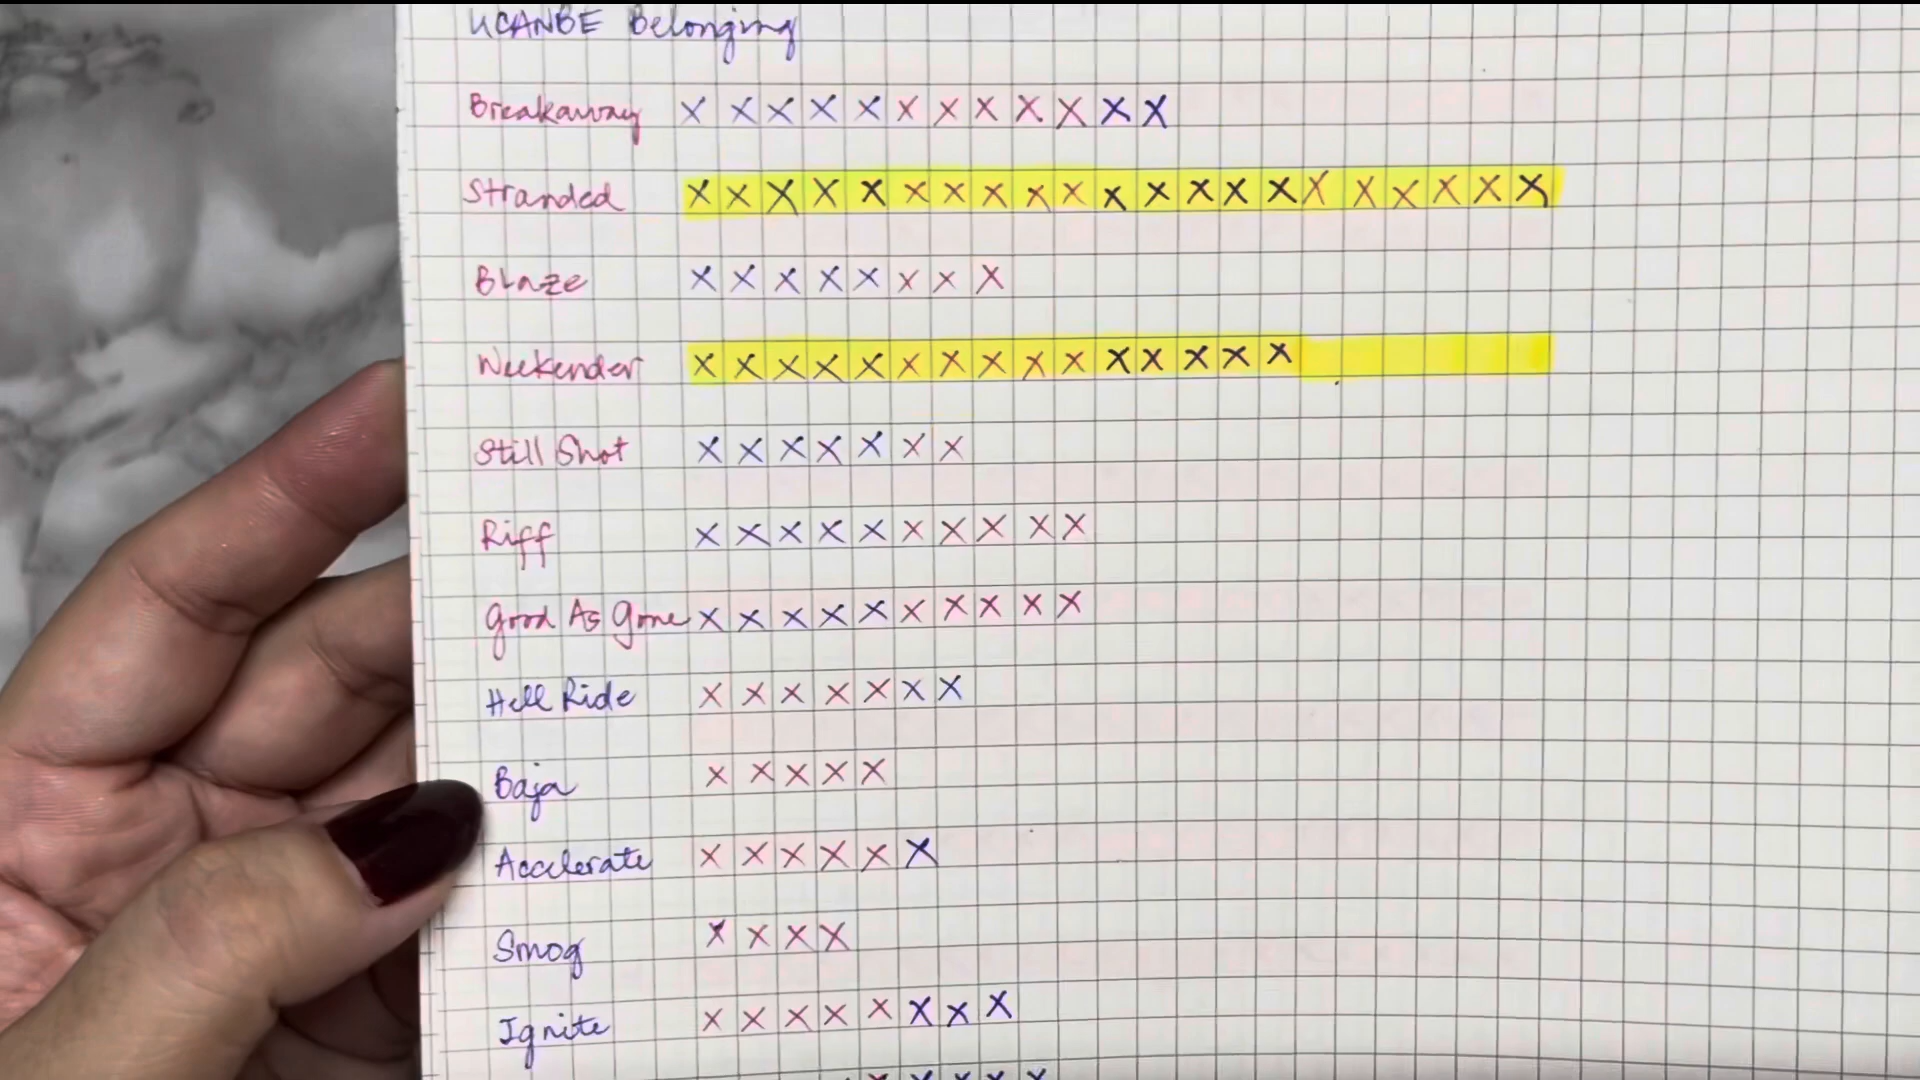 UCANBE Belonging
Breakaway X X X X X X X X X X X X
Stranded X X X X X X X X X X X X X X X X X X X X X
Blaze X X X X X X X X
Weekender X X X X X X X X X X X X X X X
Still Shot X X X X X X X
Riff X X X X X X X X X X
Good As Gone X X X X X X X X X X
Hell Ride X X X X X X X
Baja X X X X X
Accelerate X X X X X X
Smog X X X X
Ignite X X X X X X X X